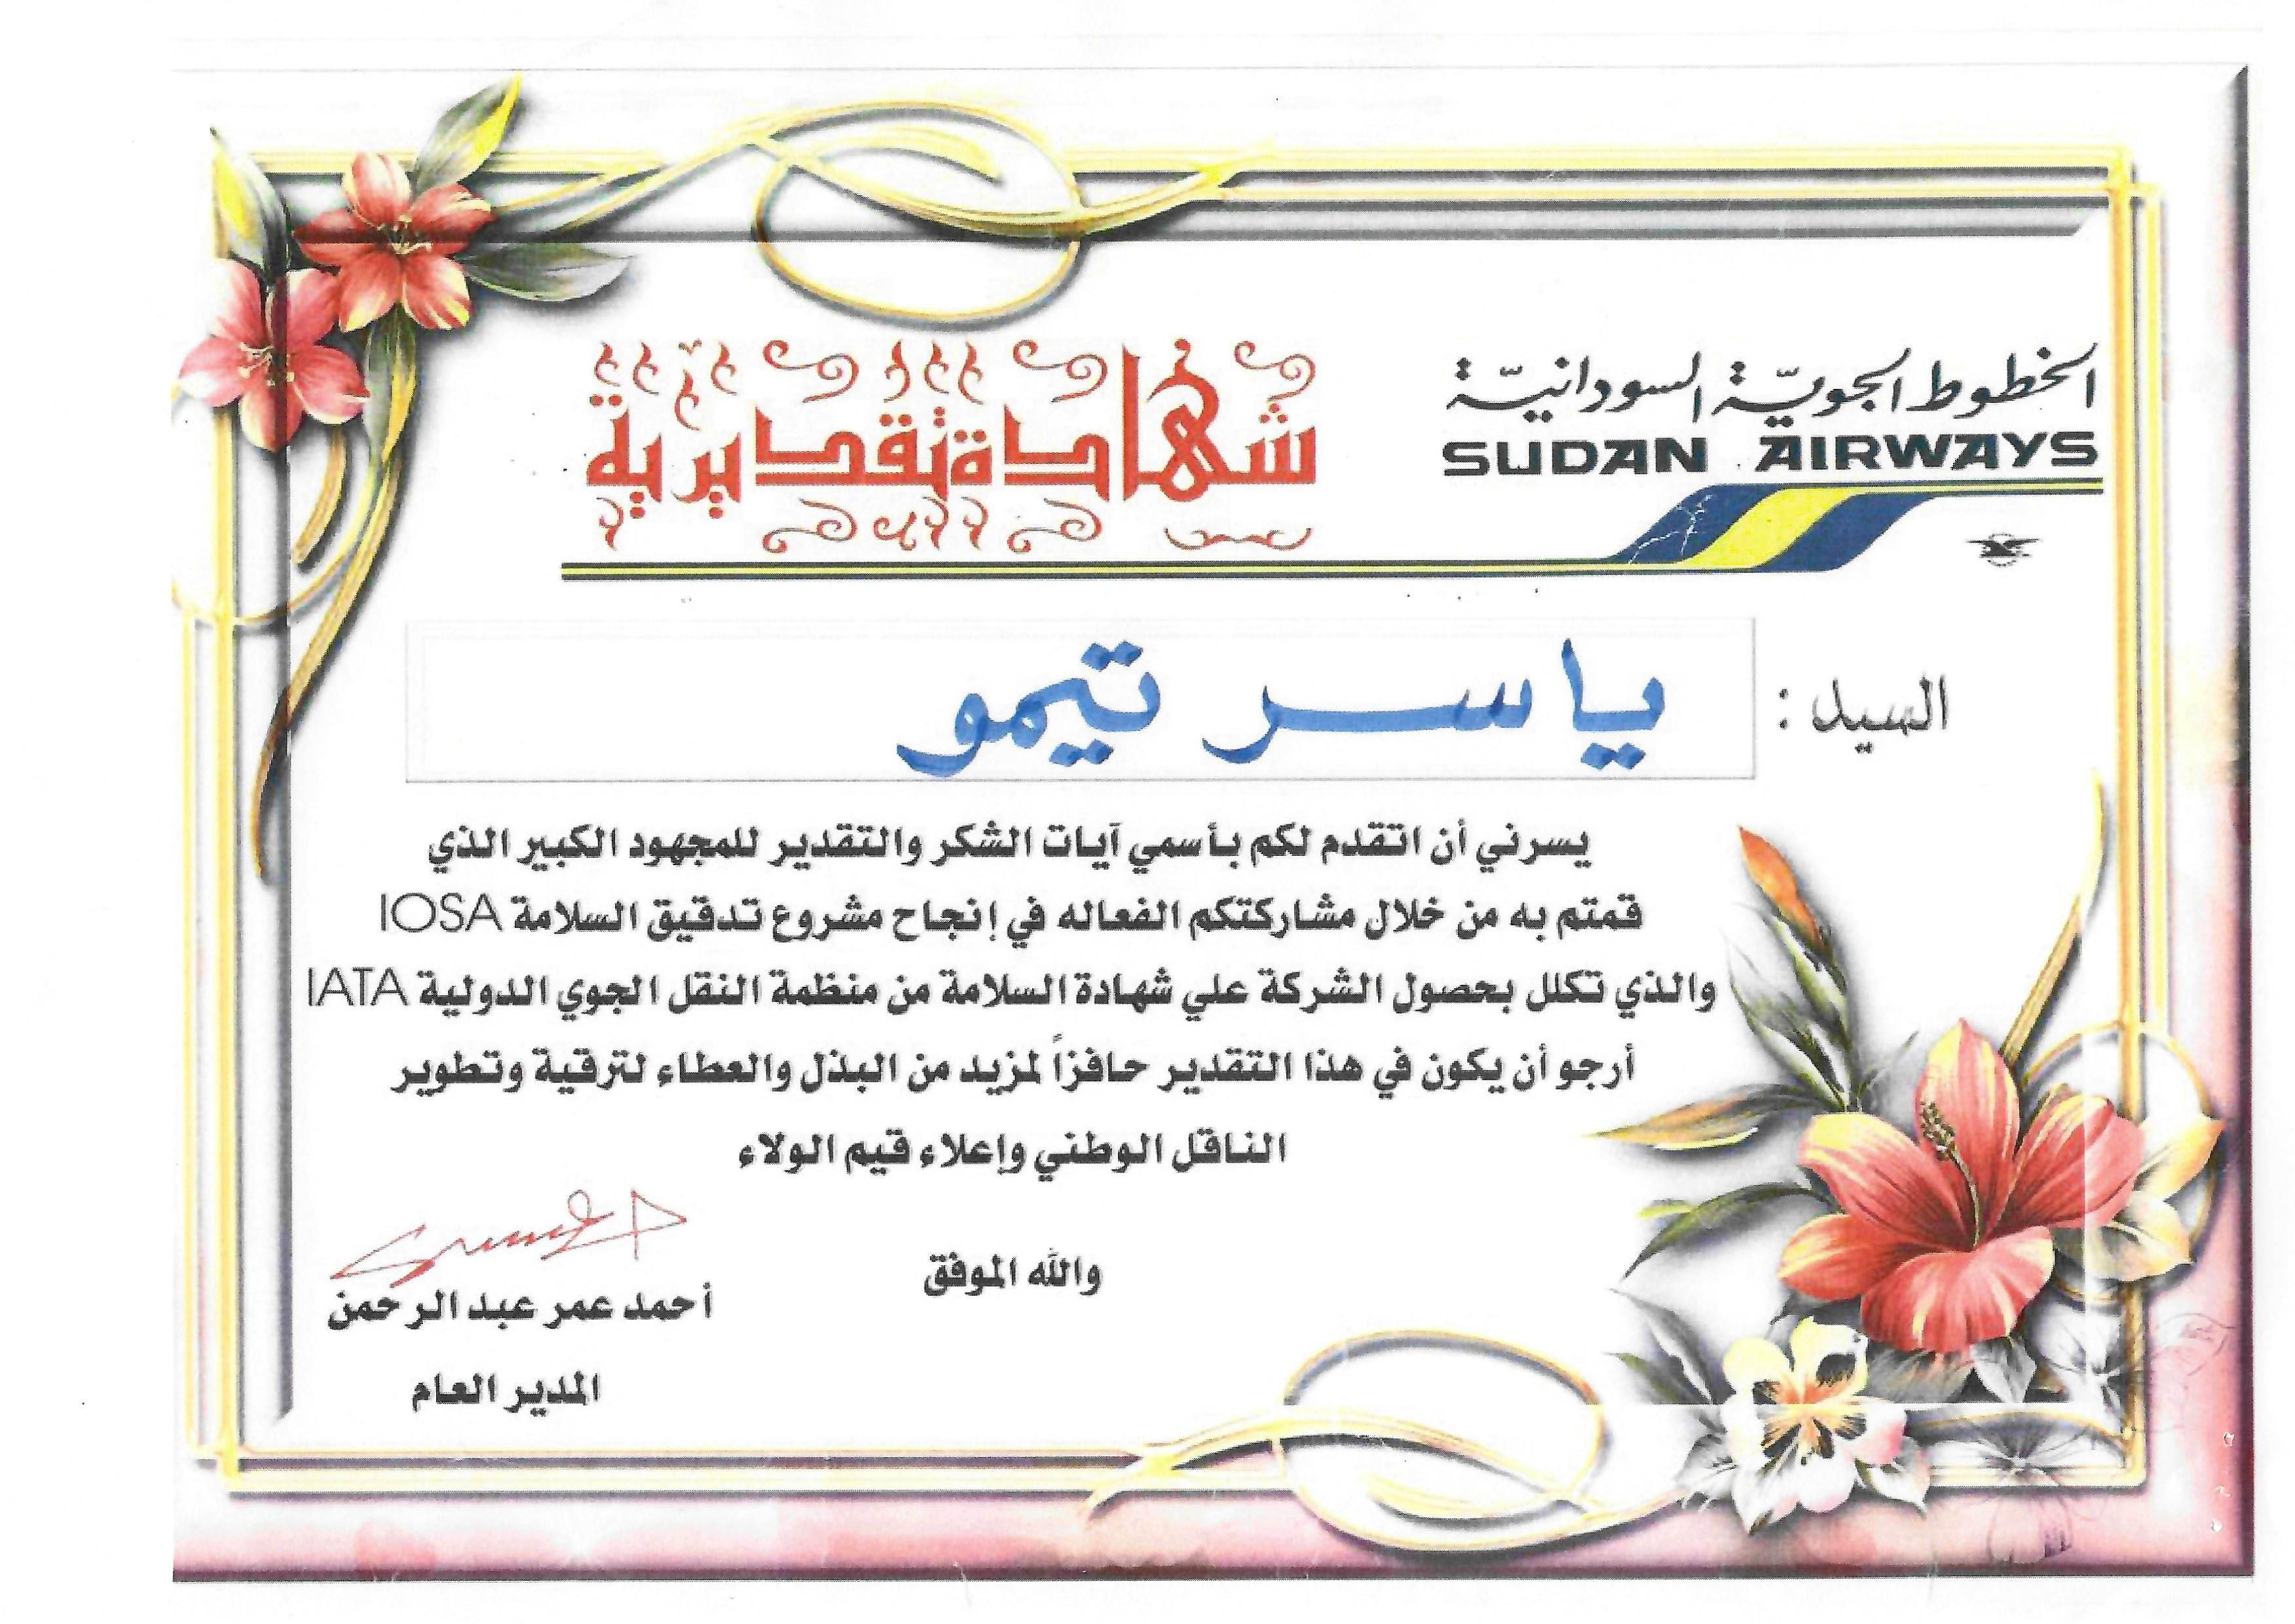 الخطوط الجوية السودانية
SUDAN AIRWAYS
شهادة تقديرية
السيد : ياسر تيمو
يسرني أن اتقدم لكم بأسمي آيات الشكر والتقدير للمجهود الكبير الذي
قمتم به من خلال مشاركتكم الفعاله في إنجاح مشروع تدقيق السلامة IOSA
والذي تكلل بحصول الشركة علي شهادة السلامة من منظمة النقل الجوي الدولية IATA
أرجو أن يكون في هذا التقدير حافزاً لمزيد من البذل والعطاء لترقية وتطوير
الناقل الوطني وإعلاء قيم الولاء
والله الموفق
أحمد عمر عبد الرحمن
المدير العام